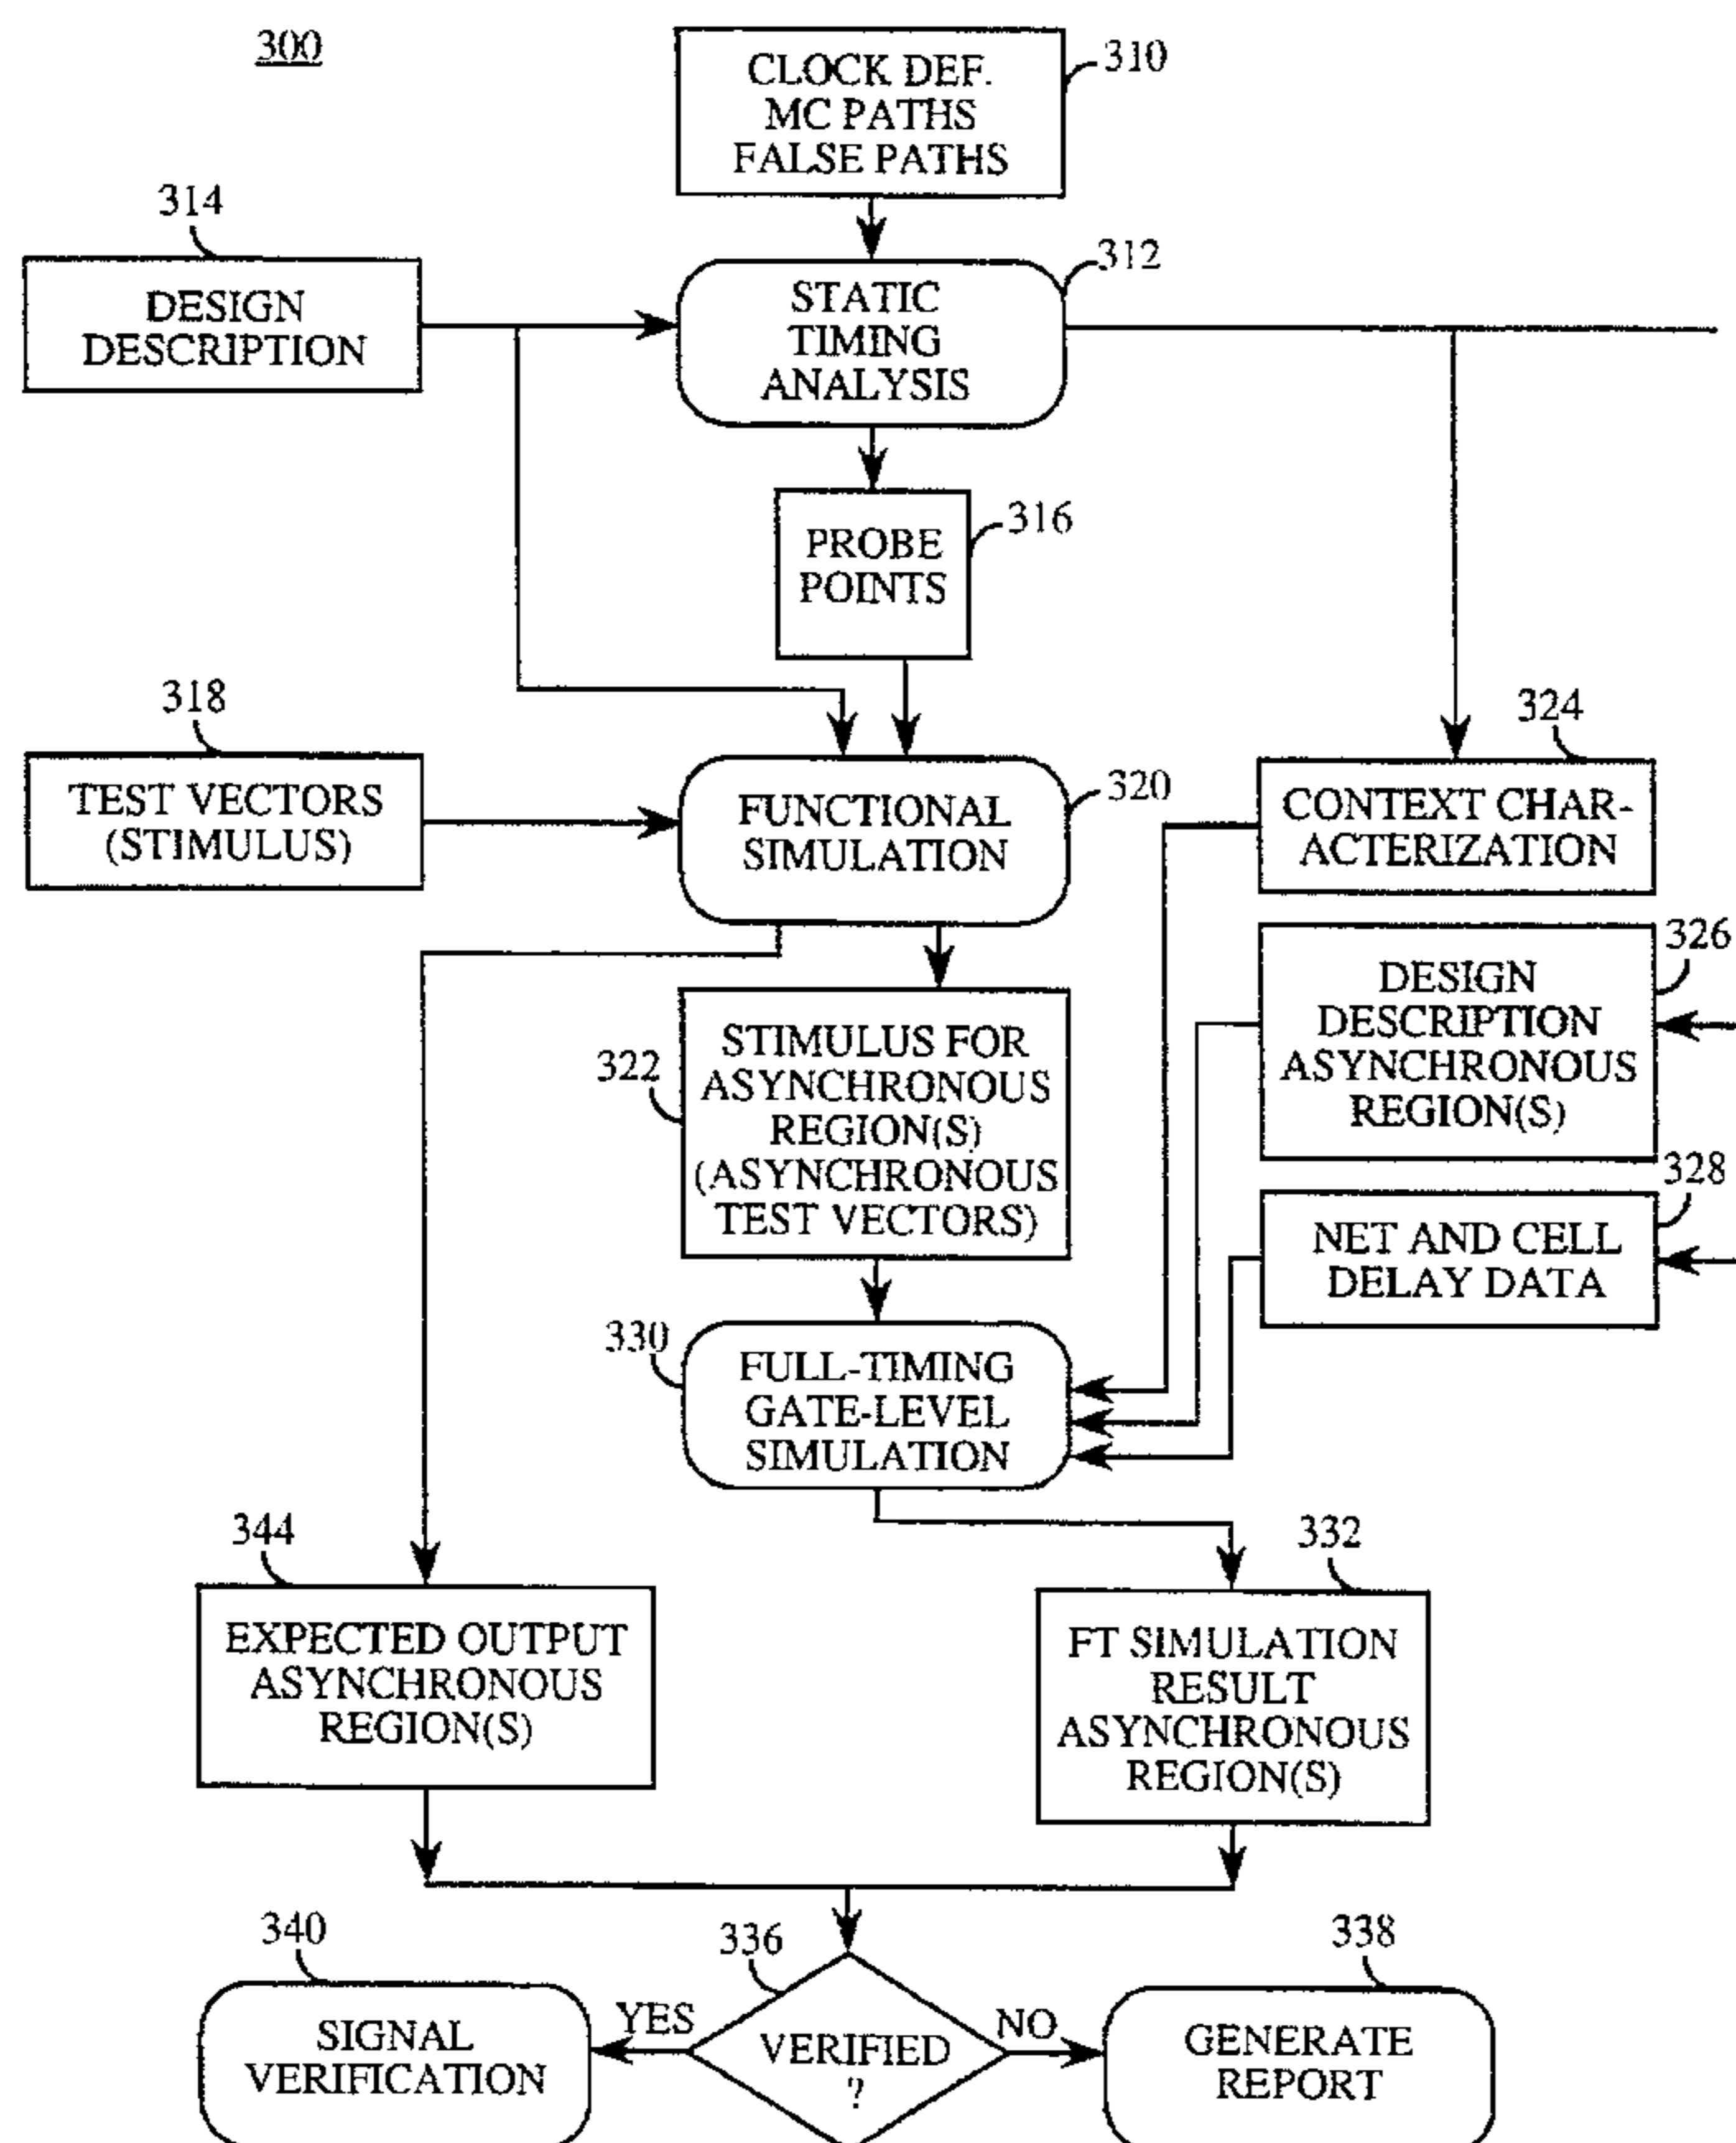 300
CLOCK DEF.
MC PATHS
FALSE PATHS
310
314
DESIGN
DESCRIPTION
STATIC
TIMING
ANALYSIS
312
PROBE
POINTS
316
318
TEST VECTORS
(STIMULUS)
FUNCTIONAL
SIMULATION
320
324
CONTEXT CHAR-
ACTERIZATION
326
DESIGN
DESCRIPTION
ASYNCHRONOUS
REGION(S)
322
STIMULUS FOR
ASYNCHRONOUS
REGION(S)
(ASYNCHRONOUS
TEST VECTORS)
328
NET AND CELL
DELAY DATA
330
FULL-TIMING
GATE-LEVEL
SIMULATION
344
EXPECTED OUTPUT
ASYNCHRONOUS
REGION(S)
332
FT SIMULATION
RESULT
ASYNCHRONOUS
REGION(S)
340
SIGNAL
VERIFICATION
YES
336
VERIFIED
?
NO
338
GENERATE
REPORT